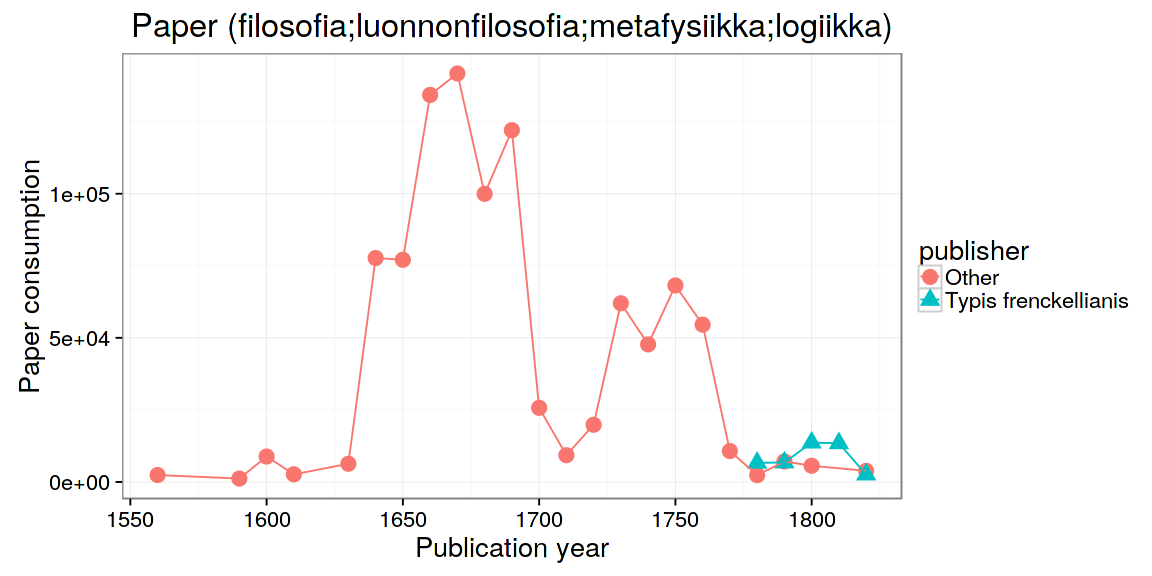 Paper (filosofia;luonnonfilosofia;metafysiikka;logiikka)
Paper consumption
1e+05
5e+04
0e+00
1550 1600 1650 1700 1750 1800
Publication year
publisher
Other
Typis frenckellianis